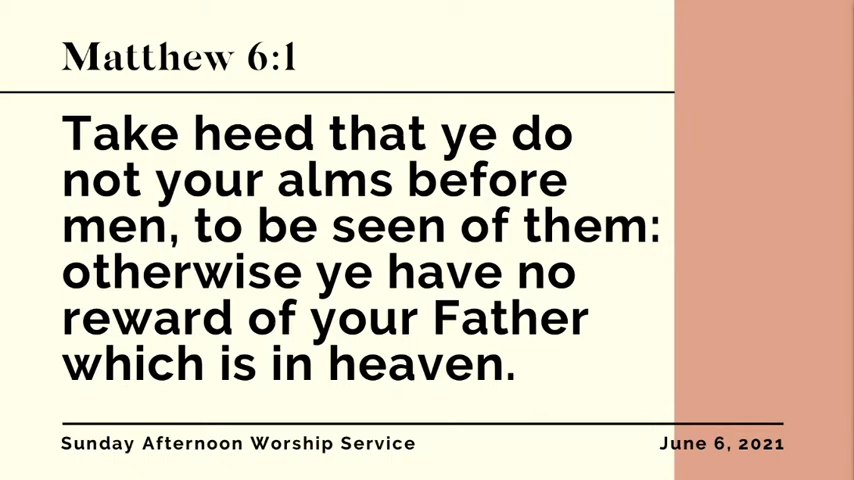 Matthew 6:1
Take heed that ye do
not your alms before
men, to be seen of them:
otherwise ye have no
reward of your Father
which is in heaven.
Sunday Afternoon Worship Service
June 6, 2021